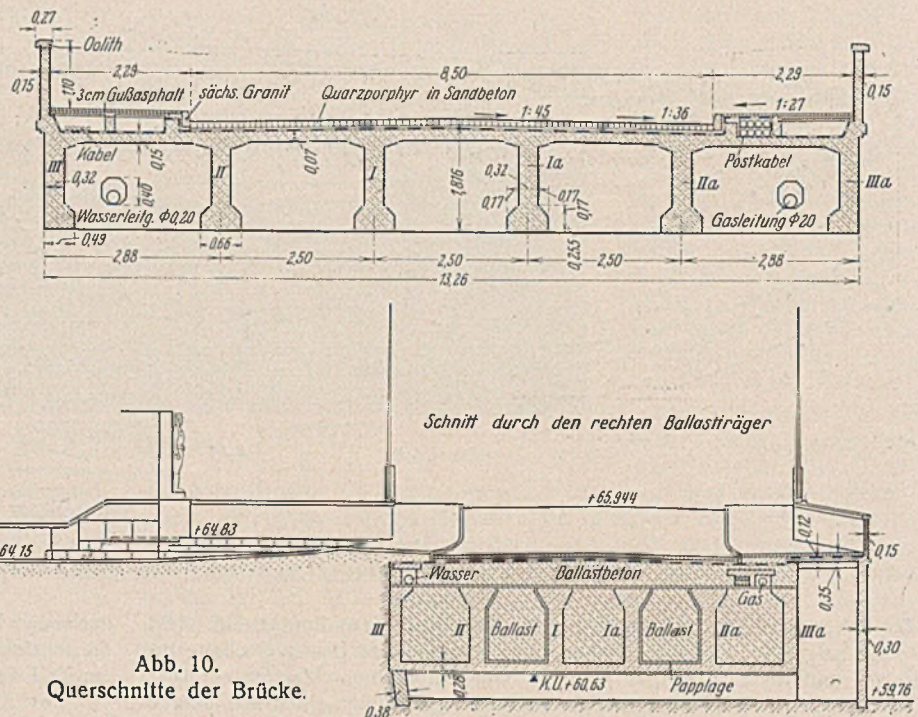 0,27
Oolith
0,15
1,10
2,29
8,50
2,29
0,15
3cm Gußasphalt
sächs. Granit
Quarzporphyr in Sandbeton
1:45
1:36
1:27
Kabel
0,15
0,07
Postkabel
III
II
I
Ia
IIa
IIIa
0,32
0,40
1,816
0,32
0,17
0,17
0,17
Wasserleitg. Φ0,20
Gasleitung Φ20
0,49
0,66
0,255
2,88
2,50
2,50
2,50
2,88
13,26
Schnitt durch den rechten Ballastträger
+65,944
+64,83
64,15
0,12
0,15
Wasser
Ballastbeton
Gas
0,35
III
II
Ballast
I
Ia
Ballast
IIa
IIIa
0,30
0,26
K.U.+60,63
Papplage
+59,76
0,38
Abb. 10.
Querschnitte der Brücke.